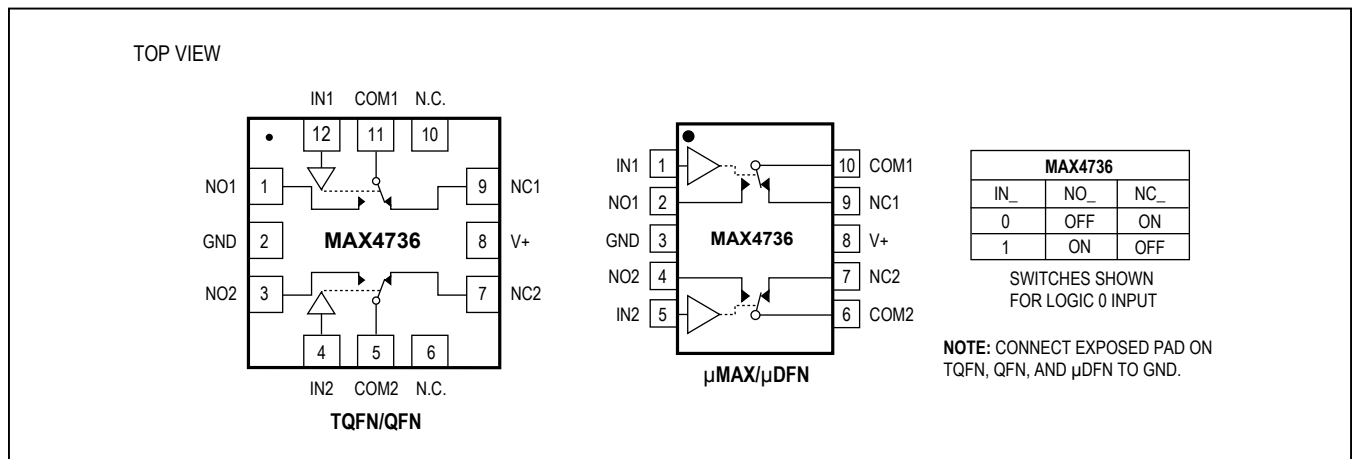 TOP VIEW
IN1 COM1 N.C.
12 11 10
NO1 1 9 NC1
GND 2 MAX4736 8 V+
NO2 3 7 NC2
4 5 6
IN2 COM2 N.C.
TQFN/QFN
IN1 1 10 COM1
NO1 2 9 NC1
GND 3 MAX4736 8 V+
NO2 4 7 NC2
IN2 5 6 COM2
µMAX/µDFN
MAX4736
IN_ NO_ NC_
0 OFF ON
1 ON OFF
SWITCHES SHOWN
FOR LOGIC 0 INPUT
NOTE: CONNECT EXPOSED PAD ON
TQFN, QFN, AND µDFN TO GND.